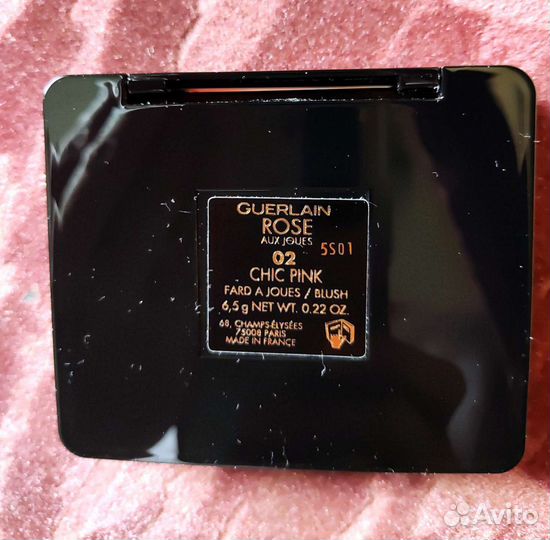 GUERLAIN
ROSE
AUX JOUES
5S01
02
CHIC PINK
FARD A JOUES / BLUSH
6,5 g NET WT. 0.22 OZ.
68, CHAMPS-ÉLYSÉES
75008 PARIS
MADE IN FRANCE
Avito